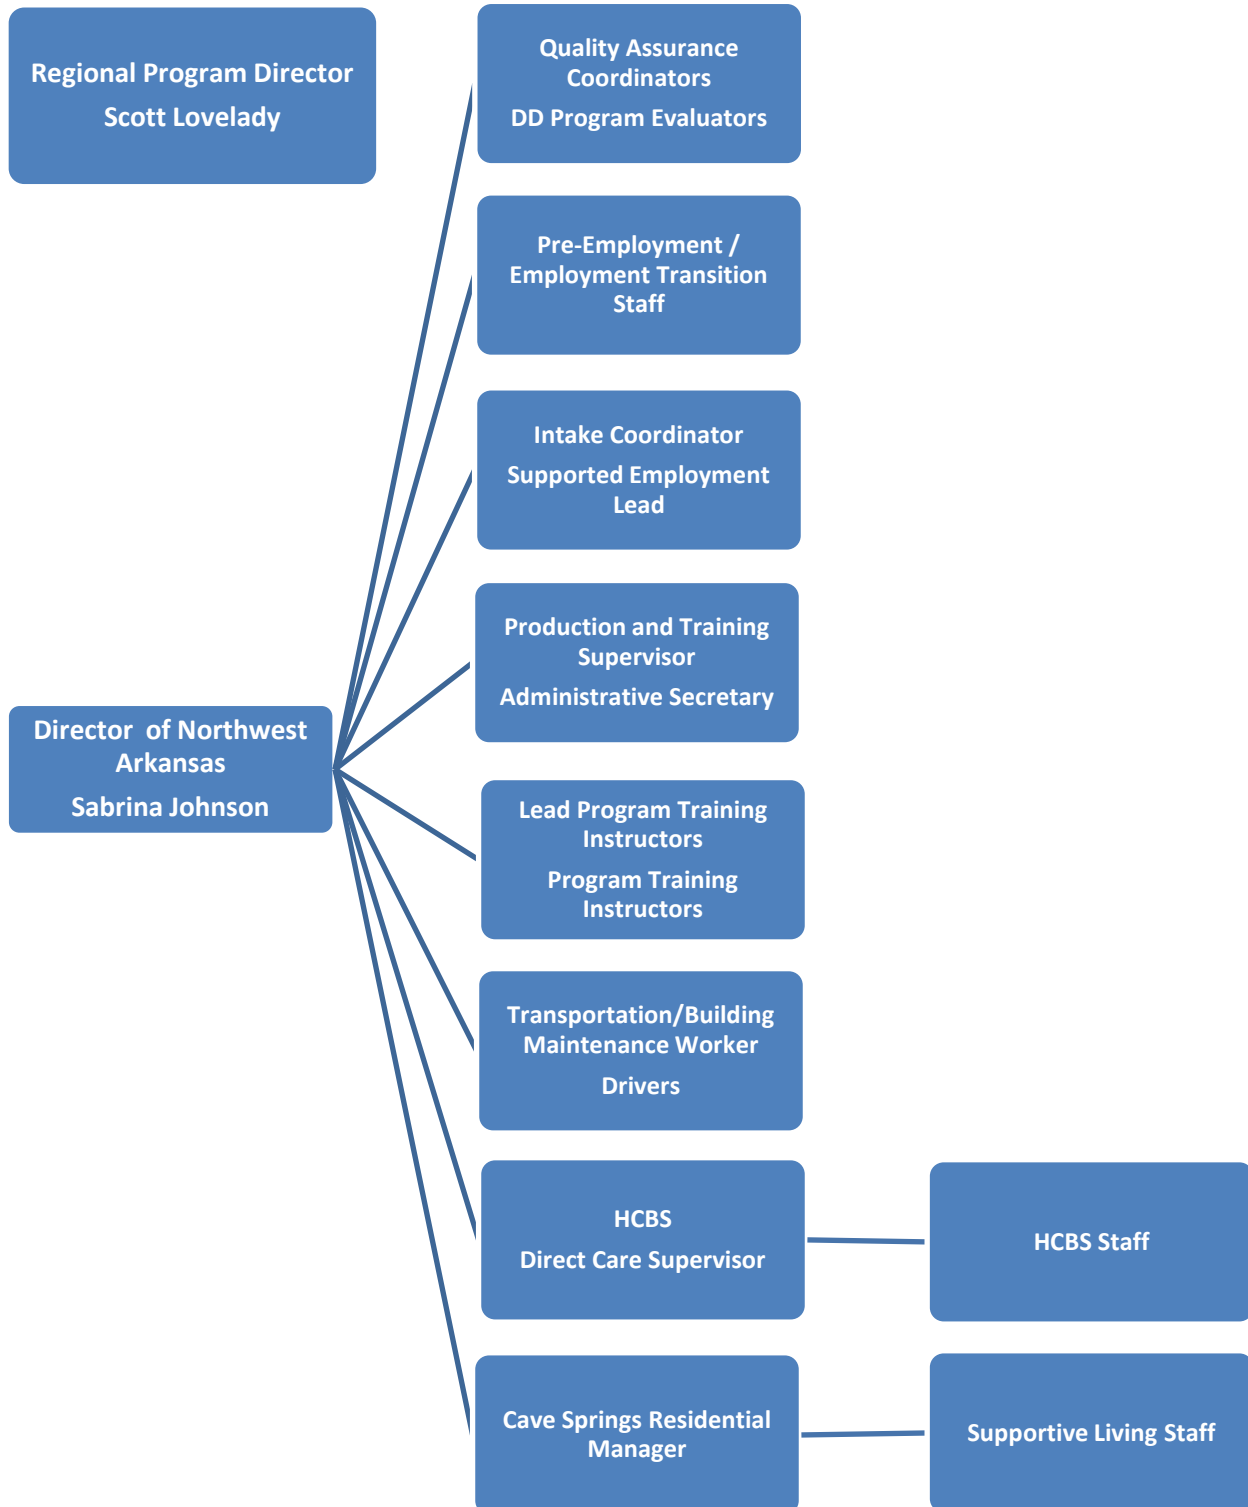 Regional Program Director
Scott Lovelady
Quality Assurance
Coordinators
DD Program Evaluators
Pre-Employment /
Employment Transition
Staff
Intake Coordinator
Supported Employment
Lead
Production and Training
Supervisor
Administrative Secretary
Director  of Northwest
Arkansas
Sabrina Johnson
Lead Program Training
Instructors
Program Training
Instructors
Transportation/Building
Maintenance Worker
Drivers
HCBS
Direct Care Supervisor
HCBS Staff
Cave Springs Residential
Manager
Supportive Living Staff